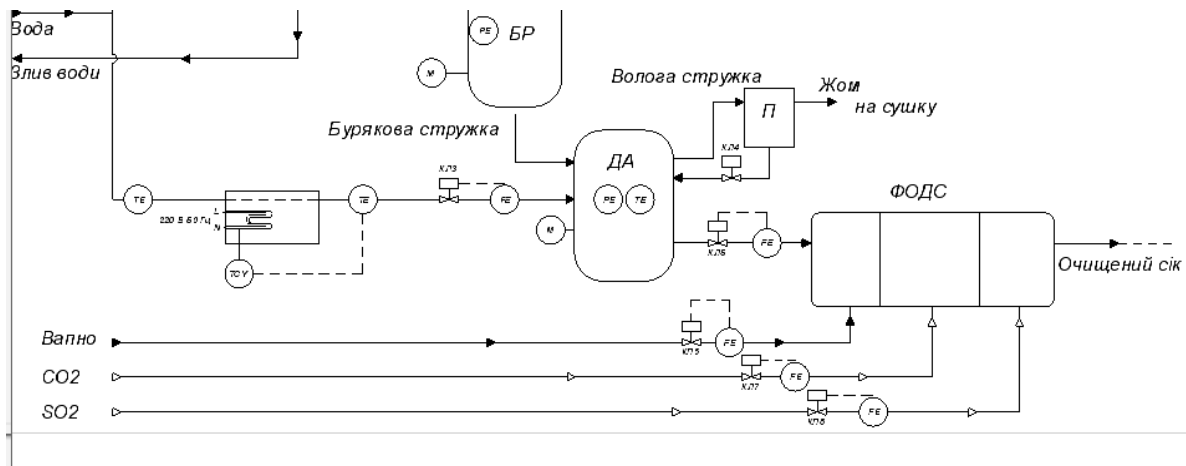 Вода
PE
БР
Злив води
M
Волога стружка
Жом
на сушку
П
Бурякова стружка
КЛ4
ДА
КЛ3
TE
TE
FE
PE
TE
ФОДС
220 В 50 Гц
L
N
M
КЛ6
FE
TCY
Очищений сік
Вапно
КЛ5
FE
CO2
КЛ7
FE
SO2
КЛ8
FE